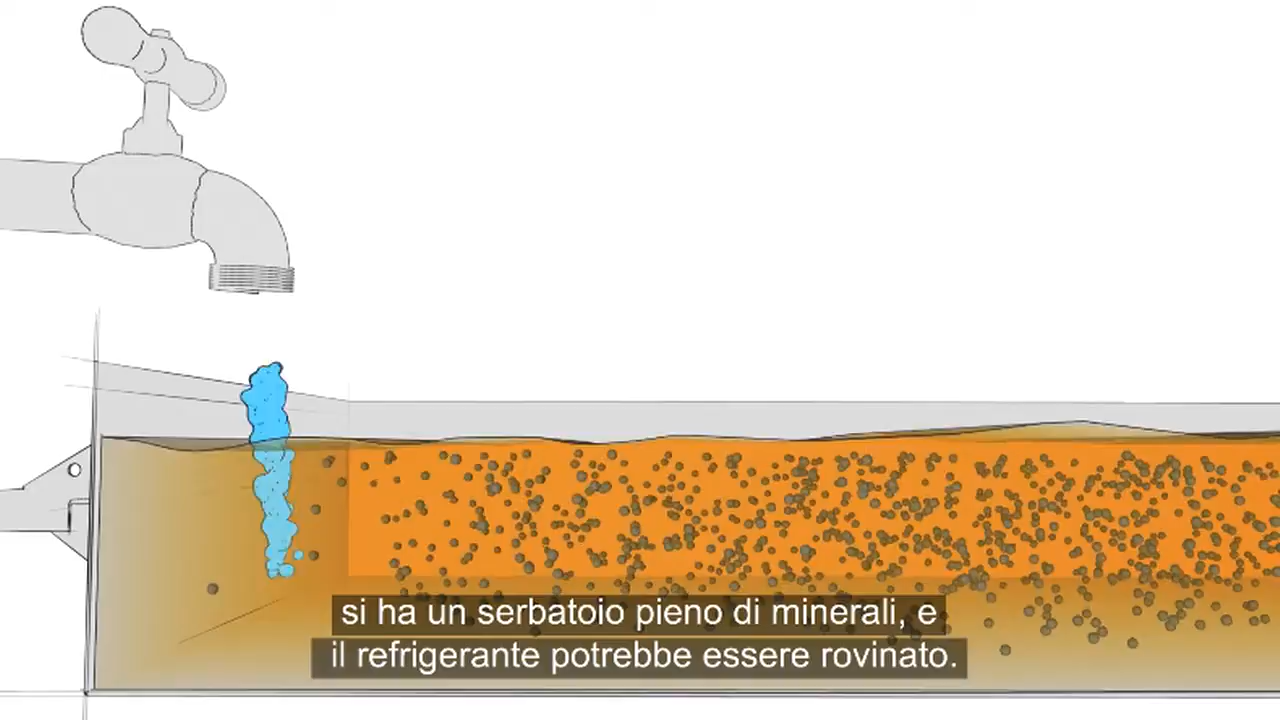 si ha un serbatoio pieno di minerali, e
il refrigerante potrebbe essere rovinato.